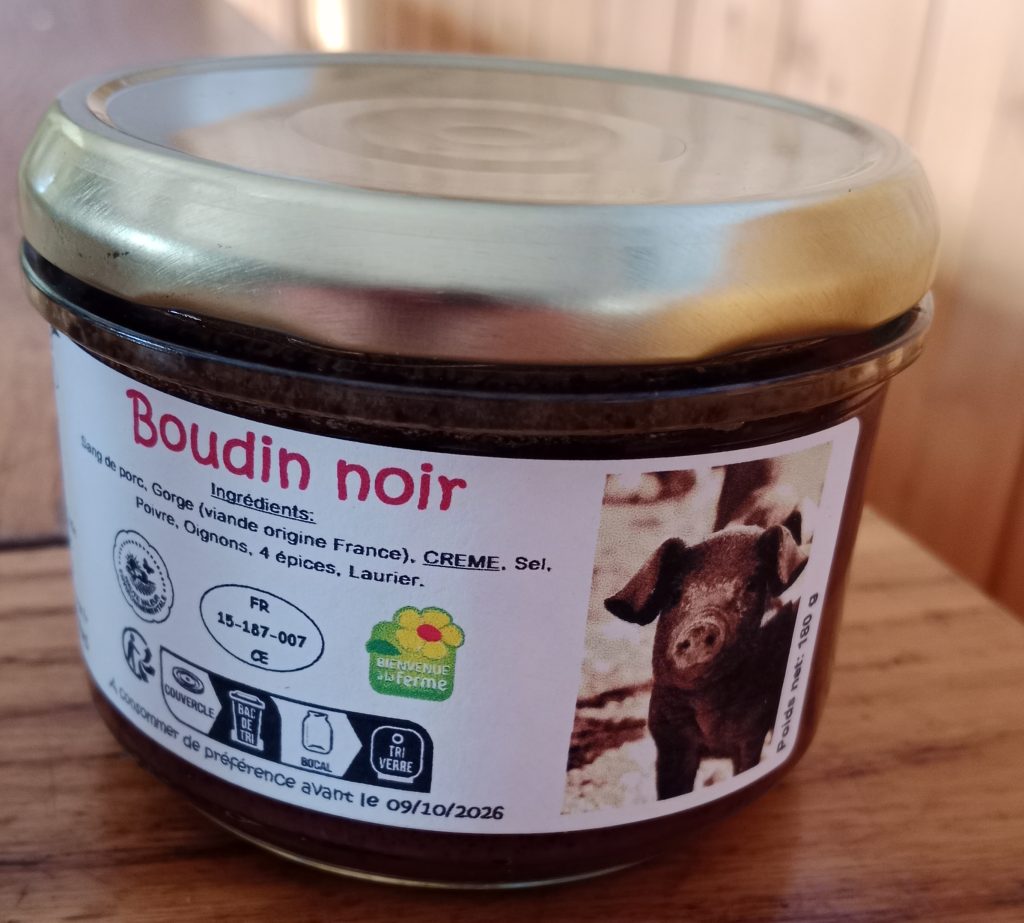 Boudin noir
Ingrédients:
Sang de porc, Gorge (viande origine France), CREME, Sel,
Poivre, Oignons, 4 épices, Laurier.
FR
15-187-007
CE
BIENVENUE
à la ferme
COUVERCLE
BAC
DE
TRI
BOCAL
TRI
VERRE
A consommer de préférence avant le 09/10/2026
Poids net: 180 g